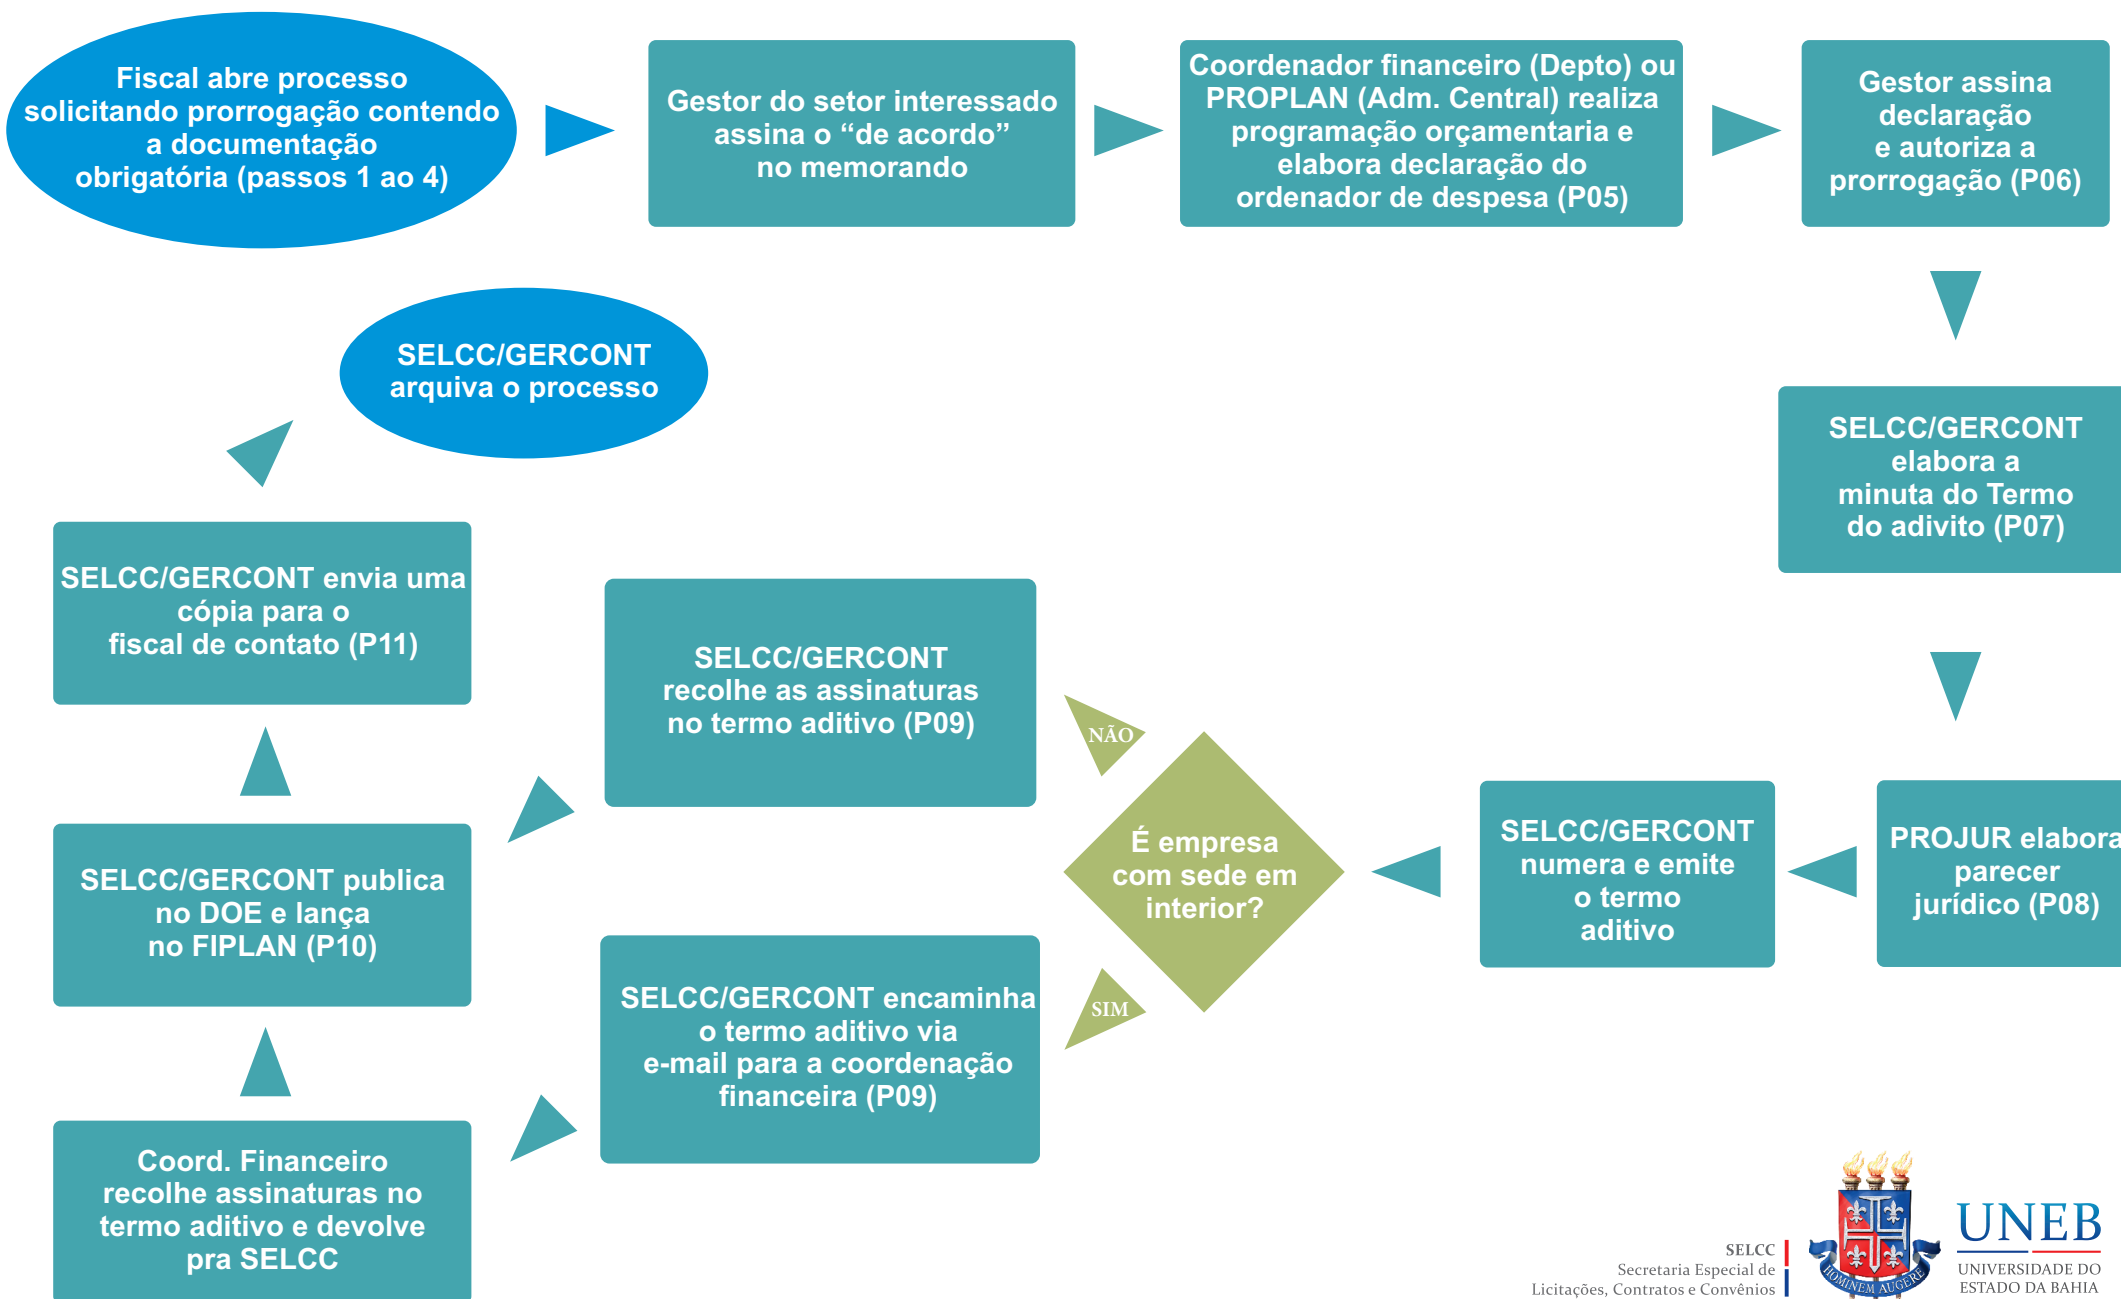 Fiscal abre processo
solicitando prorrogação contendo
a documentação
obrigatória (passos 1 ao 4)
Gestor do setor interessado
assina o “de acordo”
no memorando
Coordenador financeiro (Depto) ou
PROPLAN (Adm. Central) realiza
programação orçamentaria e
elabora declaração do
ordenador de despesa (P05)
Gestor assina
declaração
e autoriza a
prorrogação (P06)
SELCC/GERCONT
elabora a
minuta do Termo
do adivito (P07)
PROJUR elabora
parecer
jurídico (P08)
SELCC/GERCONT
numera e emite
o termo
aditivo
É empresa
com sede em
interior?
NÃO
SELCC/GERCONT
recolhe as assinaturas
no termo aditivo (P09)
SIM
SELCC/GERCONT encaminha
o termo aditivo via
e-mail para a coordenação
financeira (P09)
Coord. Financeiro
recolhe assinaturas no
termo aditivo e devolve
pra SELCC
SELCC/GERCONT publica
no DOE e lança
no FIPLAN (P10)
SELCC/GERCONT envia uma
cópia para o
fiscal de contato (P11)
SELCC/GERCONT
arquiva o processo
SELCC
Secretaria Especial de
Licitações, Contratos e Convênios
HOMINEM AUGERE
UNEB
UNIVERSIDADE DO
ESTADO DA BAHIA